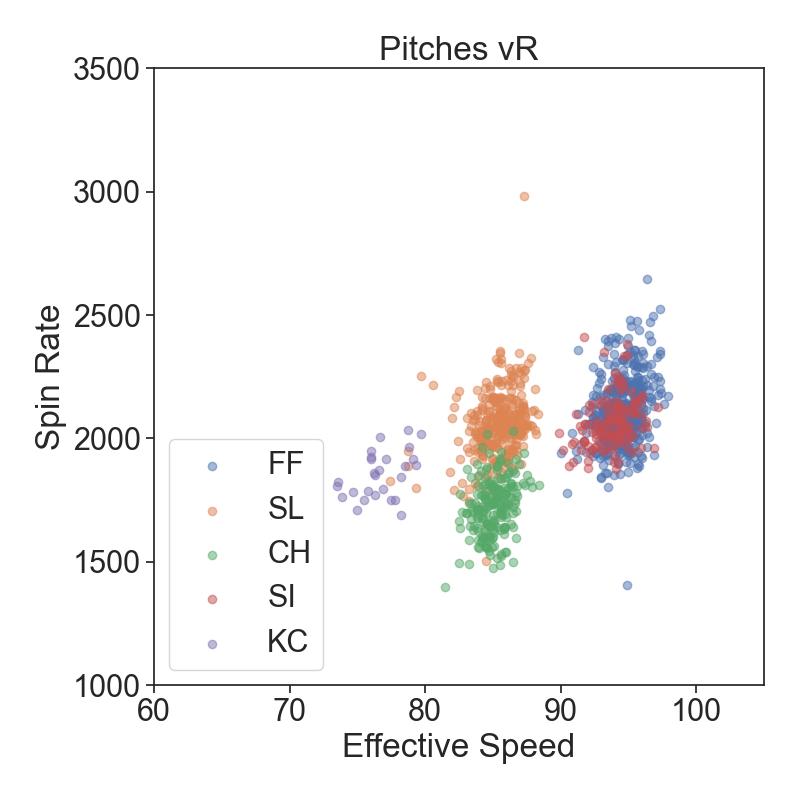 Pitches vR
3500
3000
2500
2000
1500
1000
Spin Rate
FF
SL
CH
SI
KC
60 70 80 90 100
Effective Speed